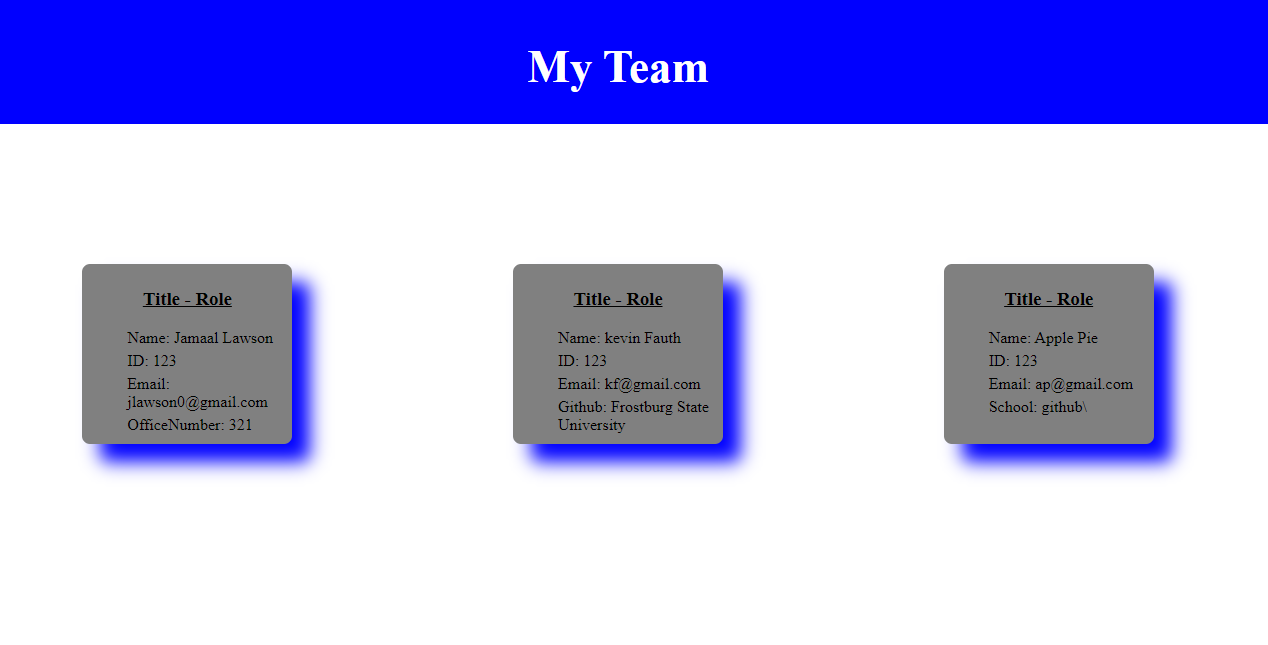 My Team
Title - Role
Name: Jamaal Lawson
ID: 123
Email:
jlawson0@gmail.com
OfficeNumber: 321
Title - Role
Name: kevin Fauth
ID: 123
Email: kf@gmail.com
Github: Frostburg State
University
Title - Role
Name: Apple Pie
ID: 123
Email: ap@gmail.com
School: github\